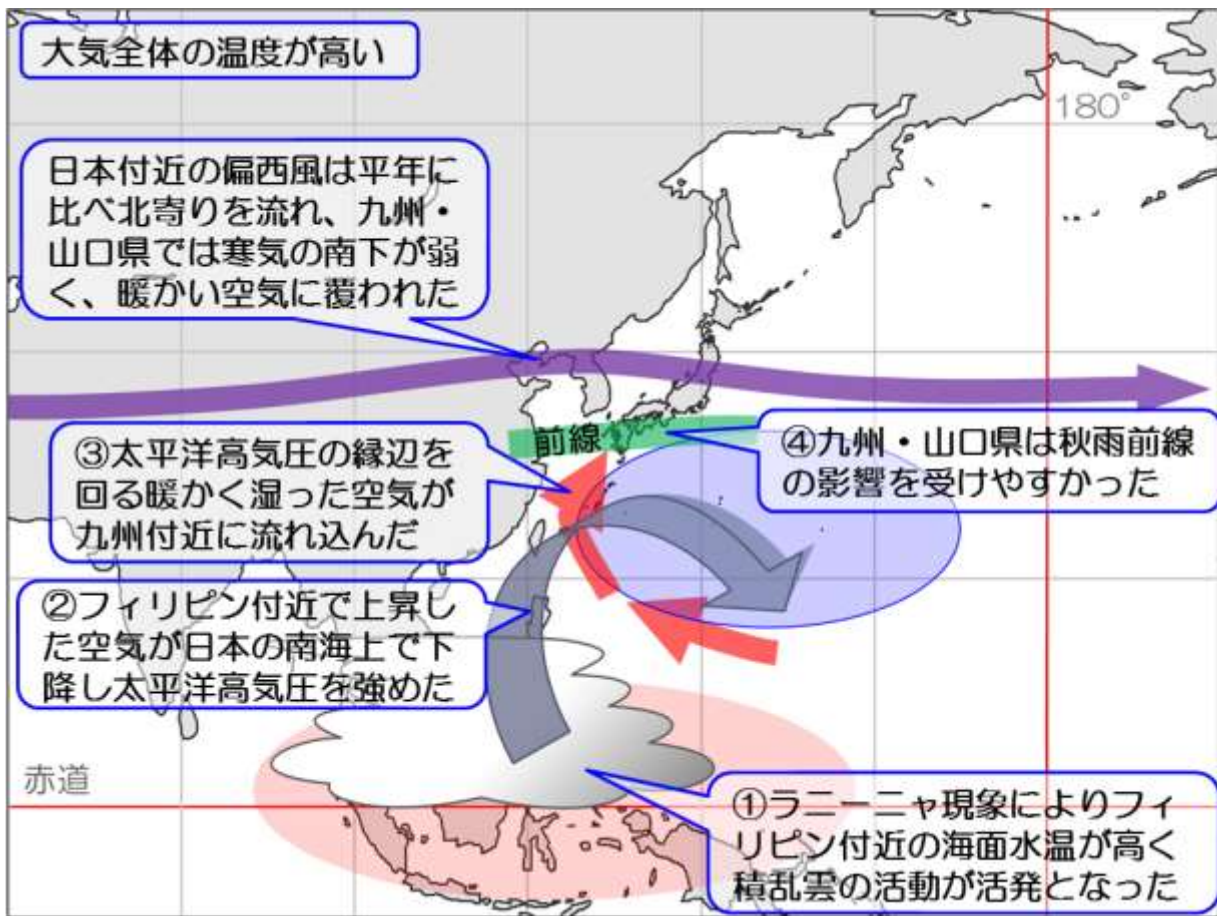 大気全体の温度が高い
180°
日本付近の偏西風は平年に
比べ北寄りを流れ、九州・
山口県では寒気の南下が弱
く、暖かい空気に覆われた
前線
③太平洋高気圧の縁辺を
回る暖かく湿った空気が
九州付近に流れ込んだ
④九州・山口県は秋雨前線
の影響を受けやすかった
②フィリピン付近で上昇し
た空気が日本の南海上で下
降し太平洋高気圧を強めた
赤道
①ラニーニャ現象によりフィ
リピン付近の海面水温が高く
積乱雲の活動が活発となった